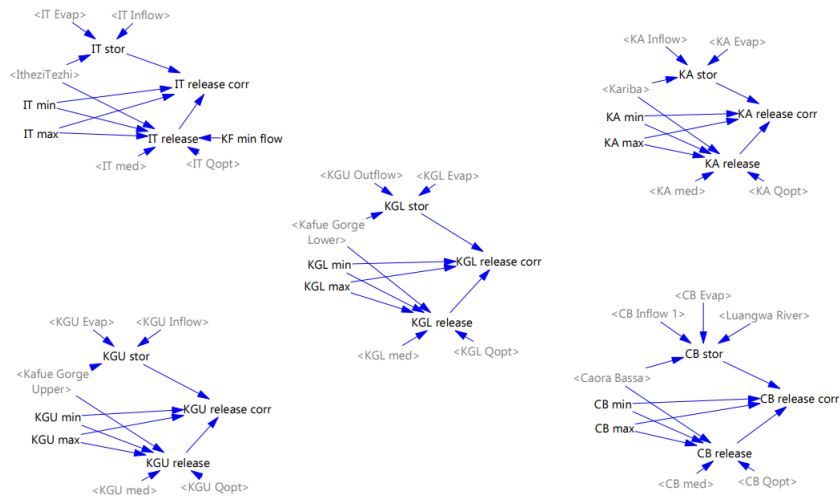 <IT Evap>
<IT Inflow>
IT stor
<ItheziTezhi>
IT release corr
IT min
IT max
IT release
KF min flow
<IT med>
<IT Qopt>
<KA Inflow>
<KA Evap>
KA stor
<Kariba>
KA release corr
KA min
KA max
KA release
<KA med>
<KA Qopt>
<KGU Outflow>
<KGL Evap>
KGL stor
<Kafue Gorge
Lower>
KGL release corr
KGL min
KGL max
KGL release
<KGL med>
<KGL Qopt>
<KGU Evap>
<KGU Inflow>
KGU stor
<Kafue Gorge
Upper>
KGU release corr
KGU min
KGU max
KGU release
<KGU med>
<KGU Qopt>
<CB Evap>
<CB Inflow 1>
<Luangwa River>
CB stor
<Caora Bassa>
CB release corr
CB min
CB max
CB release
<CB med>
<CB Qopt>